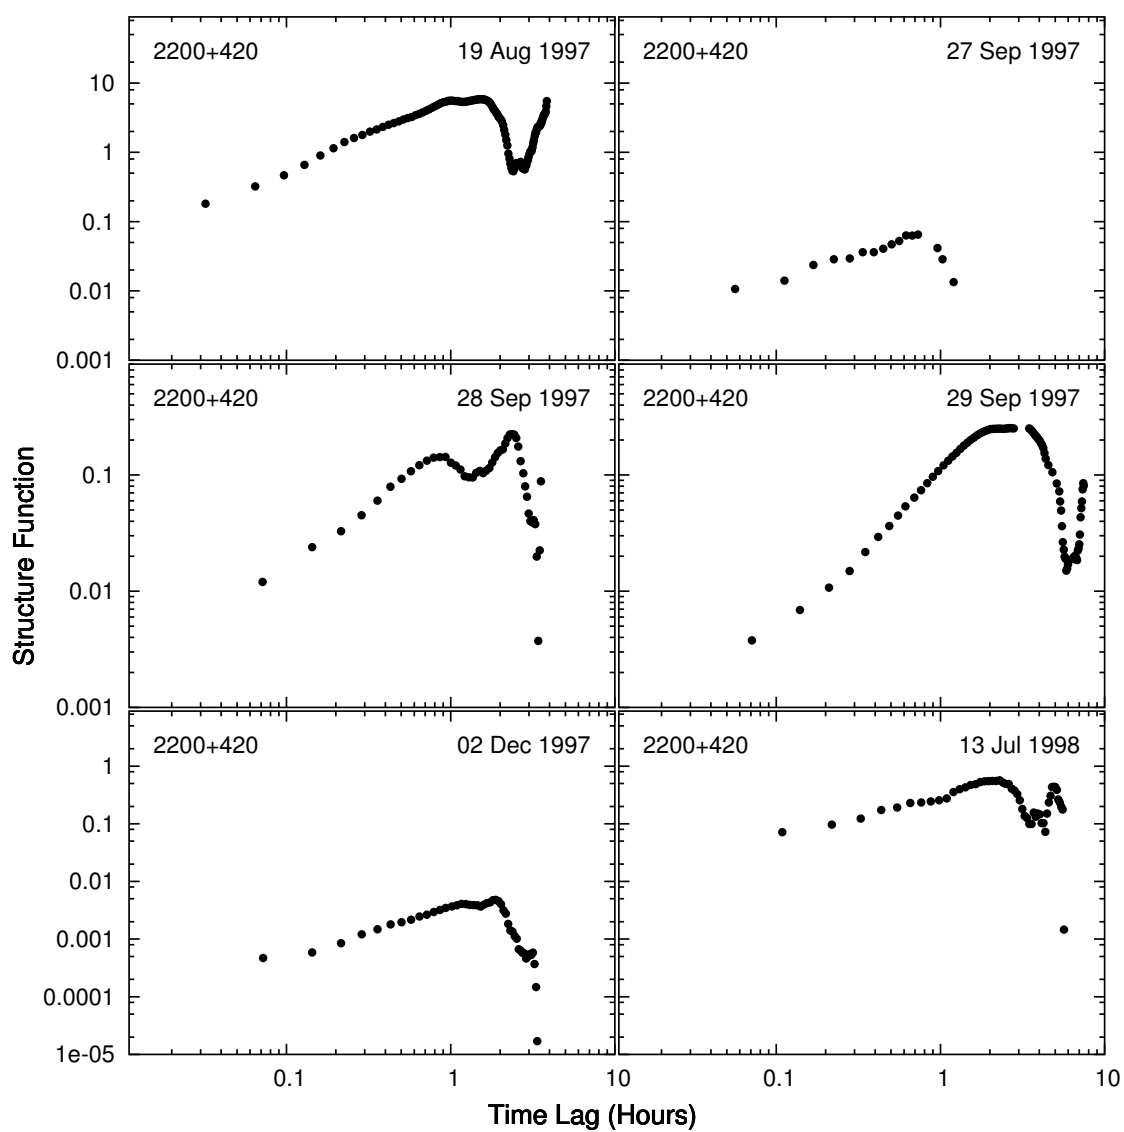 2200+420 19 Aug 1997 2200+420 27 Sep 1997
10
1
0.1
0.01
0.001
2200+420 28 Sep 1997 2200+420 29 Sep 1997
0.1
0.01
0.001
Structure Function
2200+420 02 Dec 1997 2200+420 13 Jul 1998
1
0.1
0.01
0.001
0.0001
1e-05
0.1 1 10 0.1 1 10
Time Lag (Hours)